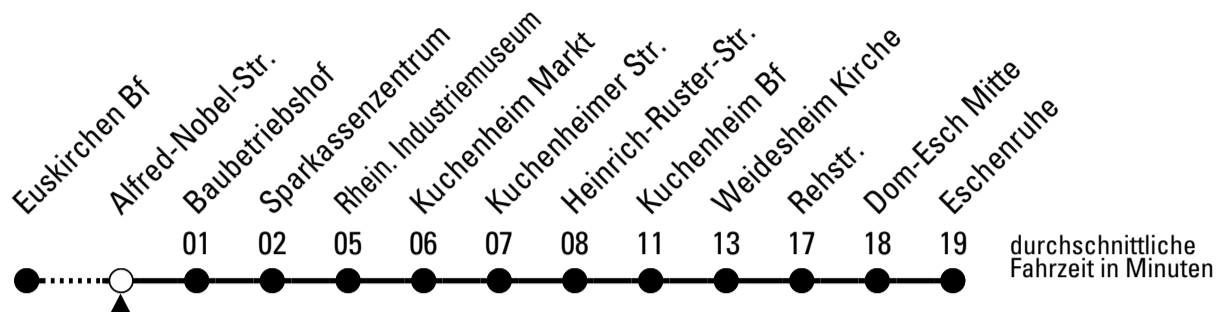 Euskirchen Bf
Alfred-Nobel-Str.
Baubetriebshof
Sparkassenzentrum
Rhein. Industriemuseum
Kuchenheim Markt
Kuchenheimer Str.
Heinrich-Ruster-Str.
Kuchenheim Bf
Weidesheim Kirche
Rehstr.
Dom-Esch Mitte
Eschenruhe
01 02 05 06 07 08 11 13 17 18 19
durchschnittliche
Fahrzeit in Minuten